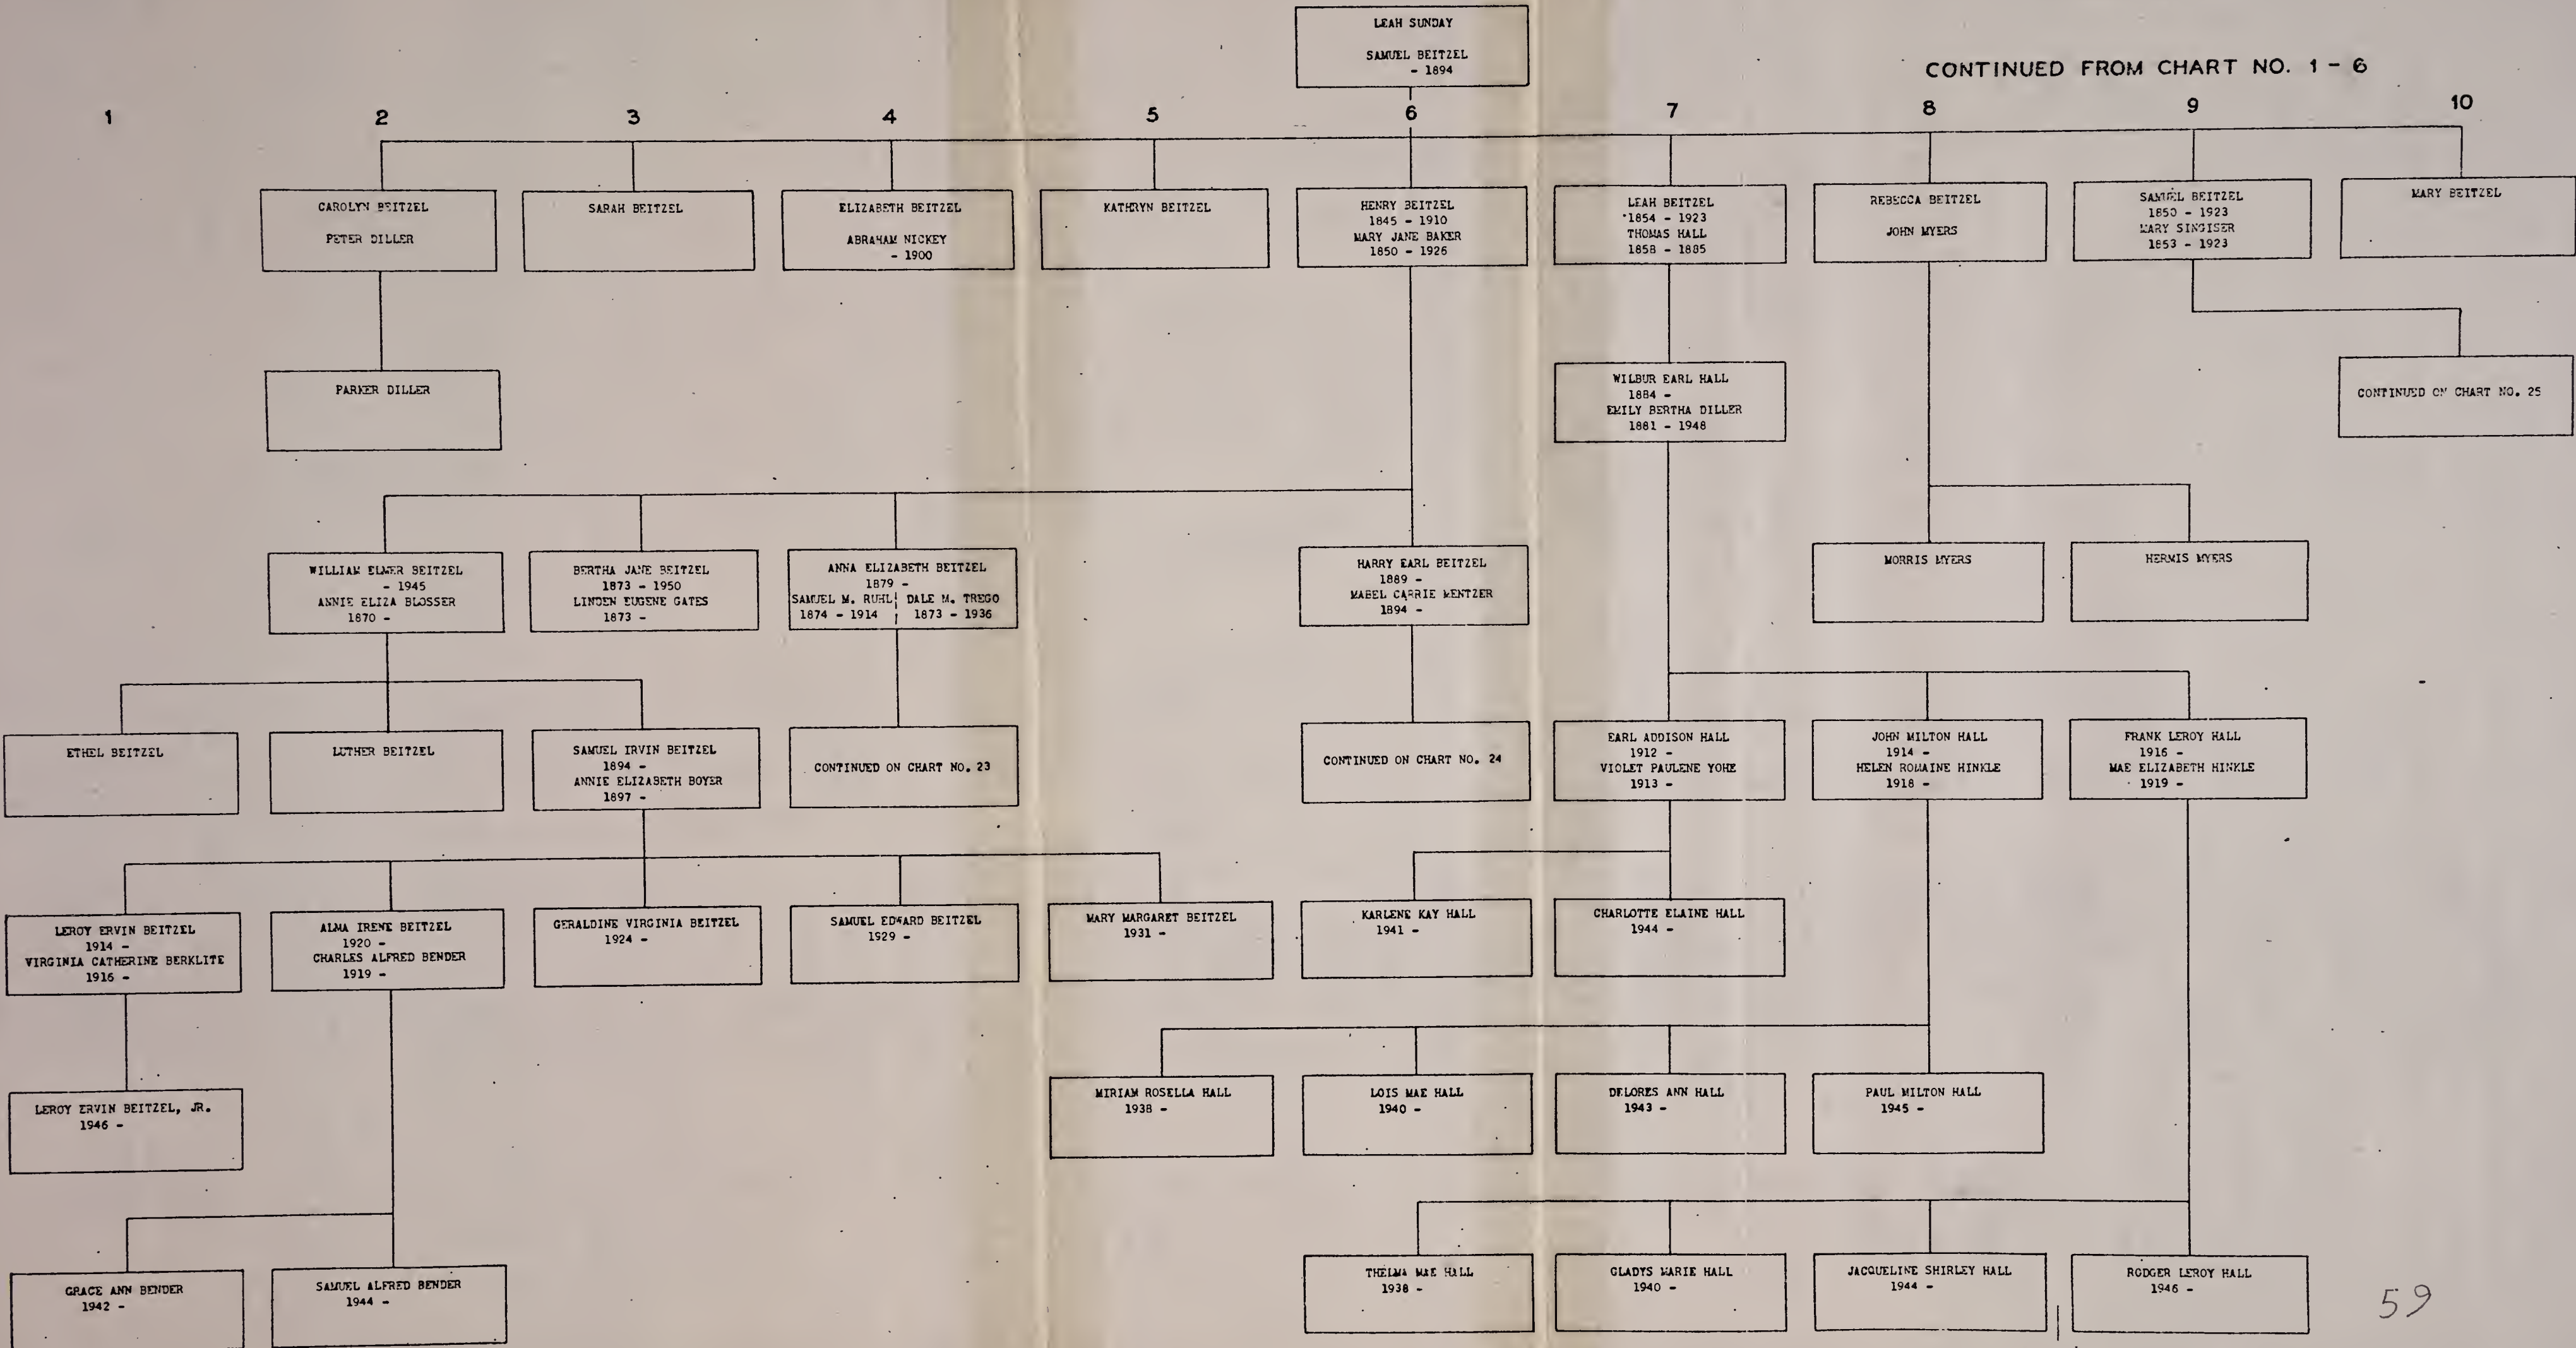 LEAH SUNDAY
SAMUEL BEITZEL
- 1894
CONTINUED FROM CHART NO. 1 - 6
1 2 3 4 5 6 7 8 9 10
CAROLYN BEITZEL
PETER DILLER
SARAH BEITZEL
ELIZABETH BEITZEL
ABRAHAM NICKEY
- 1900
KATHRYN BEITZEL
HENRY BEITZEL
1845 - 1910
MARY JANE BAKER
1850 - 1926
LEAH BEITZEL
1854 - 1923
THOMAS HALL
1858 - 1885
REBECCA BEITZEL
JOHN MYERS
SAMUEL BEITZEL
1850 - 1923
MARY SINGISER
1853 - 1923
MARY BEITZEL
PARKER DILLER
WILBUR EARL HALL
1884 -
EMILY BERTHA DILLER
1881 - 1948
CONTINUED ON CHART NO. 25
WILLIAM ELMER BEITZEL
- 1945
ANNIE ELIZA BLOSSER
1870 -
BERTHA JANE BEITZEL
1873 - 1950
LINDEN EUGENE GATES
1873 -
ANNA ELIZABETH BEITZEL
1879 -
SAMUEL M. RUHL DALE M. TREGO
1874 - 1914 1873 - 1936
HARRY EARL BEITZEL
1889 -
MABEL CARRIE MENTZER
1894 -
MORRIS MYERS
HERMIS MYERS
ETHEL BEITZEL
LUTHER BEITZEL
SAMUEL IRVIN BEITZEL
1894 -
ANNIE ELIZABETH BOYER
1897 -
CONTINUED ON CHART NO. 23
CONTINUED ON CHART NO. 24
EARL ADDISON HALL
1912 -
VIOLET PAULENE YOHE
1913 -
JOHN MILTON HALL
1914 -
HELEN ROMAINE HINKLE
1918 -
FRANK LEROY HALL
1916 -
MAE ELIZABETH HINKLE
1919 -
LEROY ERVIN BEITZEL
1914 -
VIRGINIA CATHERINE BERKLITE
1916 -
ALMA IRENE BEITZEL
1920 -
CHARLES ALFRED BENDER
1919 -
GERALDINE VIRGINIA BEITZEL
1924 -
SAMUEL EDWARD BEITZEL
1929 -
MARY MARGARET BEITZEL
1931 -
KARLENE KAY HALL
1941 -
CHARLOTTE ELAINE HALL
1944 -
LEROY ERVIN BEITZEL, JR.
1946 -
MIRIAM ROSELLA HALL
1938 -
LOIS MAE HALL
1940 -
DELORES ANN HALL
1943 -
PAUL MILTON HALL
1945 -
GRACE ANN BENDER
1942 -
SAMUEL ALFRED BENDER
1944 -
THELMA MAE HALL
1938 -
GLADYS MARIE HALL
1940 -
JACQUELINE SHIRLEY HALL
1944 -
RODGER LEROY HALL
1946 -
59